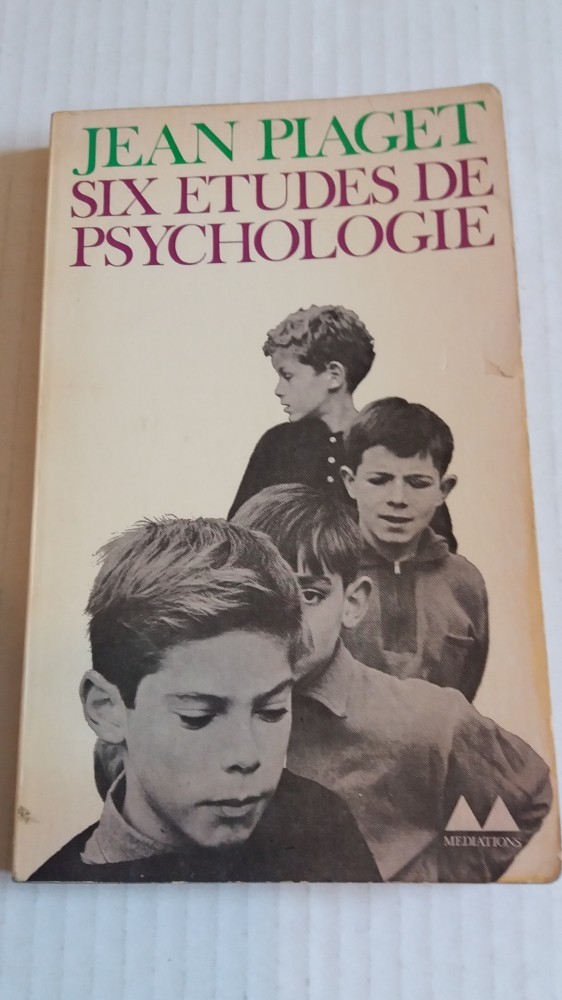 JEAN PIAGET
SIX ETUDES DE
PSYCHOLOGIE
MEDIATIONS